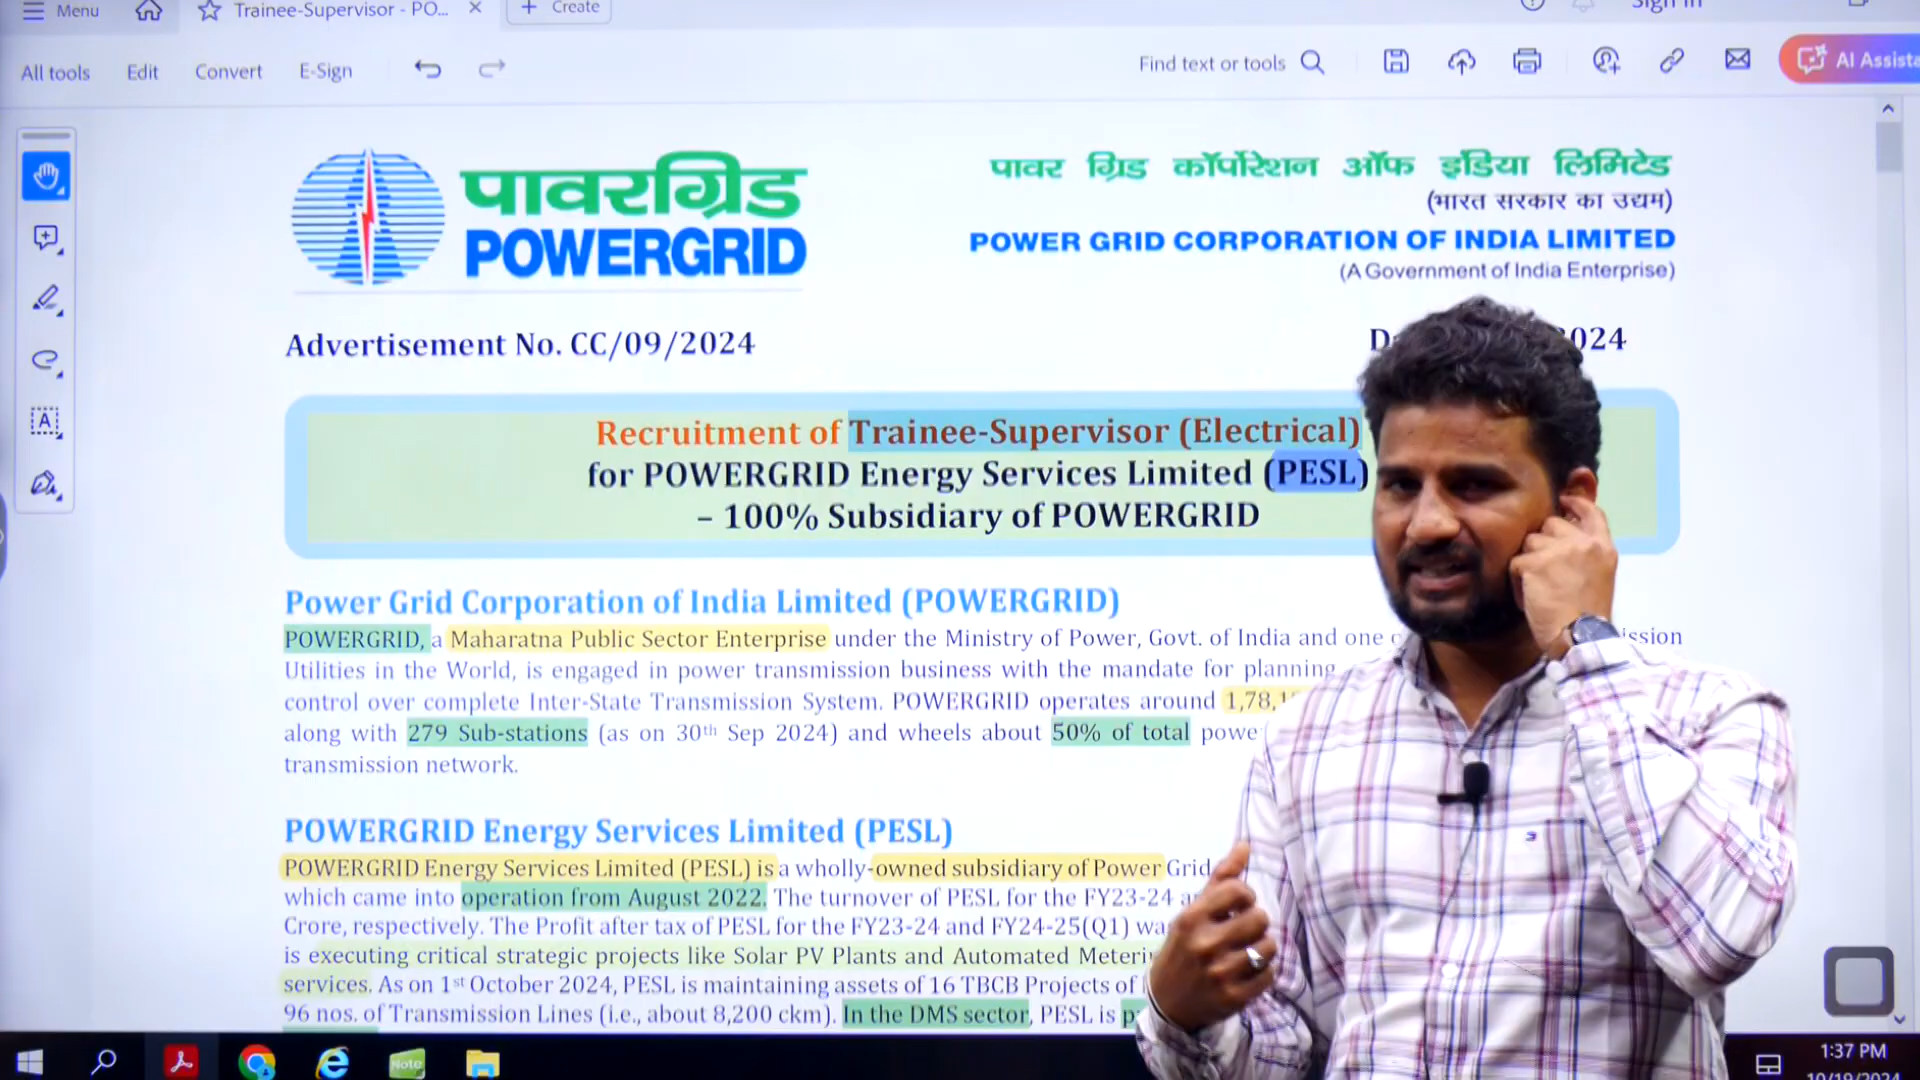 Menu
Trainee-Supervisor - PO...
Create
All tools
Edit
Convert
E-Sign
Find text or tools
AI Assista
पावरग्रिड
POWERGRID
पावर ग्रिड कॉर्पोरेशन ऑफ इंडिया लिमिटेड
(भारत सरकार का उद्यम)
POWER GRID CORPORATION OF INDIA LIMITED
(A Government of India Enterprise)
Advertisement No. CC/09/2024
024
Recruitment of Trainee-Supervisor (Electrical)
for POWERGRID Energy Services Limited (PESL)
– 100% Subsidiary of POWERGRID
Power Grid Corporation of India Limited (POWERGRID)
POWERGRID, a Maharatna Public Sector Enterprise under the Ministry of Power, Govt. of India and one
Utilities in the World, is engaged in power transmission business with the mandate for planning
control over complete Inter-State Transmission System. POWERGRID operates around 1,78,1
along with 279 Sub-stations (as on 30th Sep 2024) and wheels about 50% of total powe
transmission network.
POWERGRID Energy Services Limited (PESL)
POWERGRID Energy Services Limited (PESL) is a wholly-owned subsidiary of Power Grid
which came into operation from August 2022. The turnover of PESL for the FY23-24
Crore, respectively. The Profit after tax of PESL for the FY23-24 and FY24-25(Q1)
is executing critical strategic projects like Solar PV Plants and Automated Meteri
services. As on 1st October 2024, PESL is maintaining assets of 16 TBCB Projects of
96 nos. of Transmission Lines (i.e., about 8,200 ckm). In the DMS sector, PESL is p
Note
1:37 PM